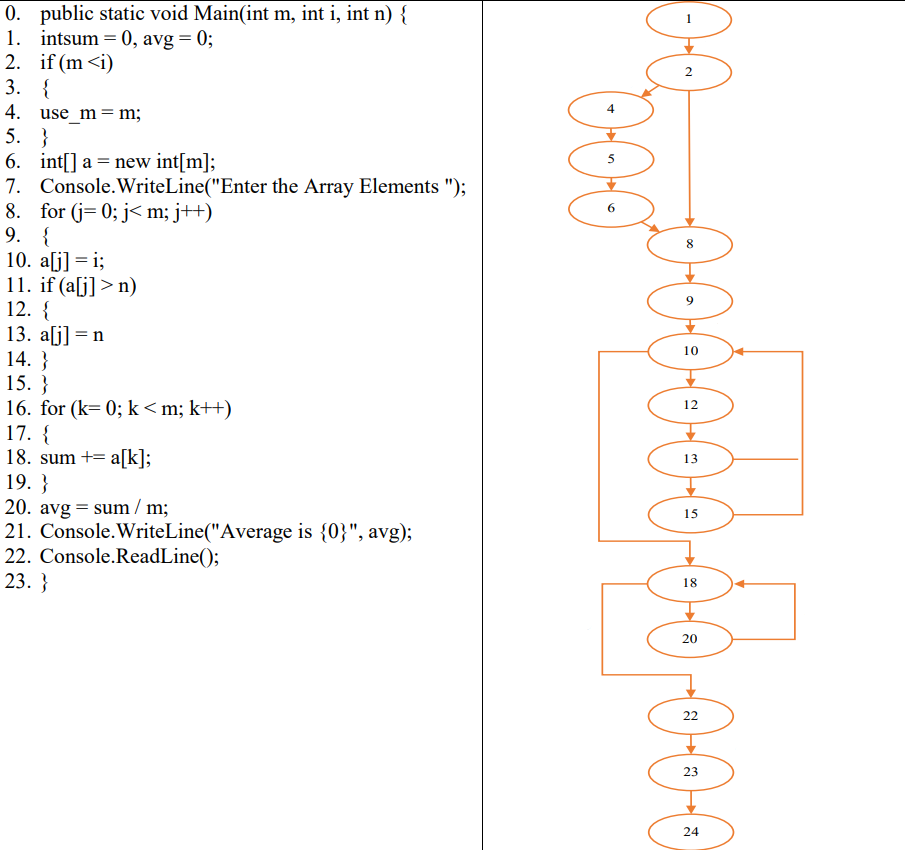 0. public static void Main(int m, int i, int n) {
1. intsum = 0, avg = 0;
2. if (m <i)
3. {
4. use_m = m;
5. }
6. int[] a = new int[m];
7. Console.WriteLine("Enter the Array Elements ");
8. for (j= 0; j< m; j++)
9. {
10. a[j] = i;
11. if (a[j] > n)
12. {
13. a[j] = n
14. }
15. }
16. for (k= 0; k < m; k++)
17. {
18. sum += a[k];
19. }
20. avg = sum / m;
21. Console.WriteLine("Average is {0}", avg);
22. Console.ReadLine();
23. }
1
2
4
5
6
8
9
10
12
13
15
18
20
22
23
24